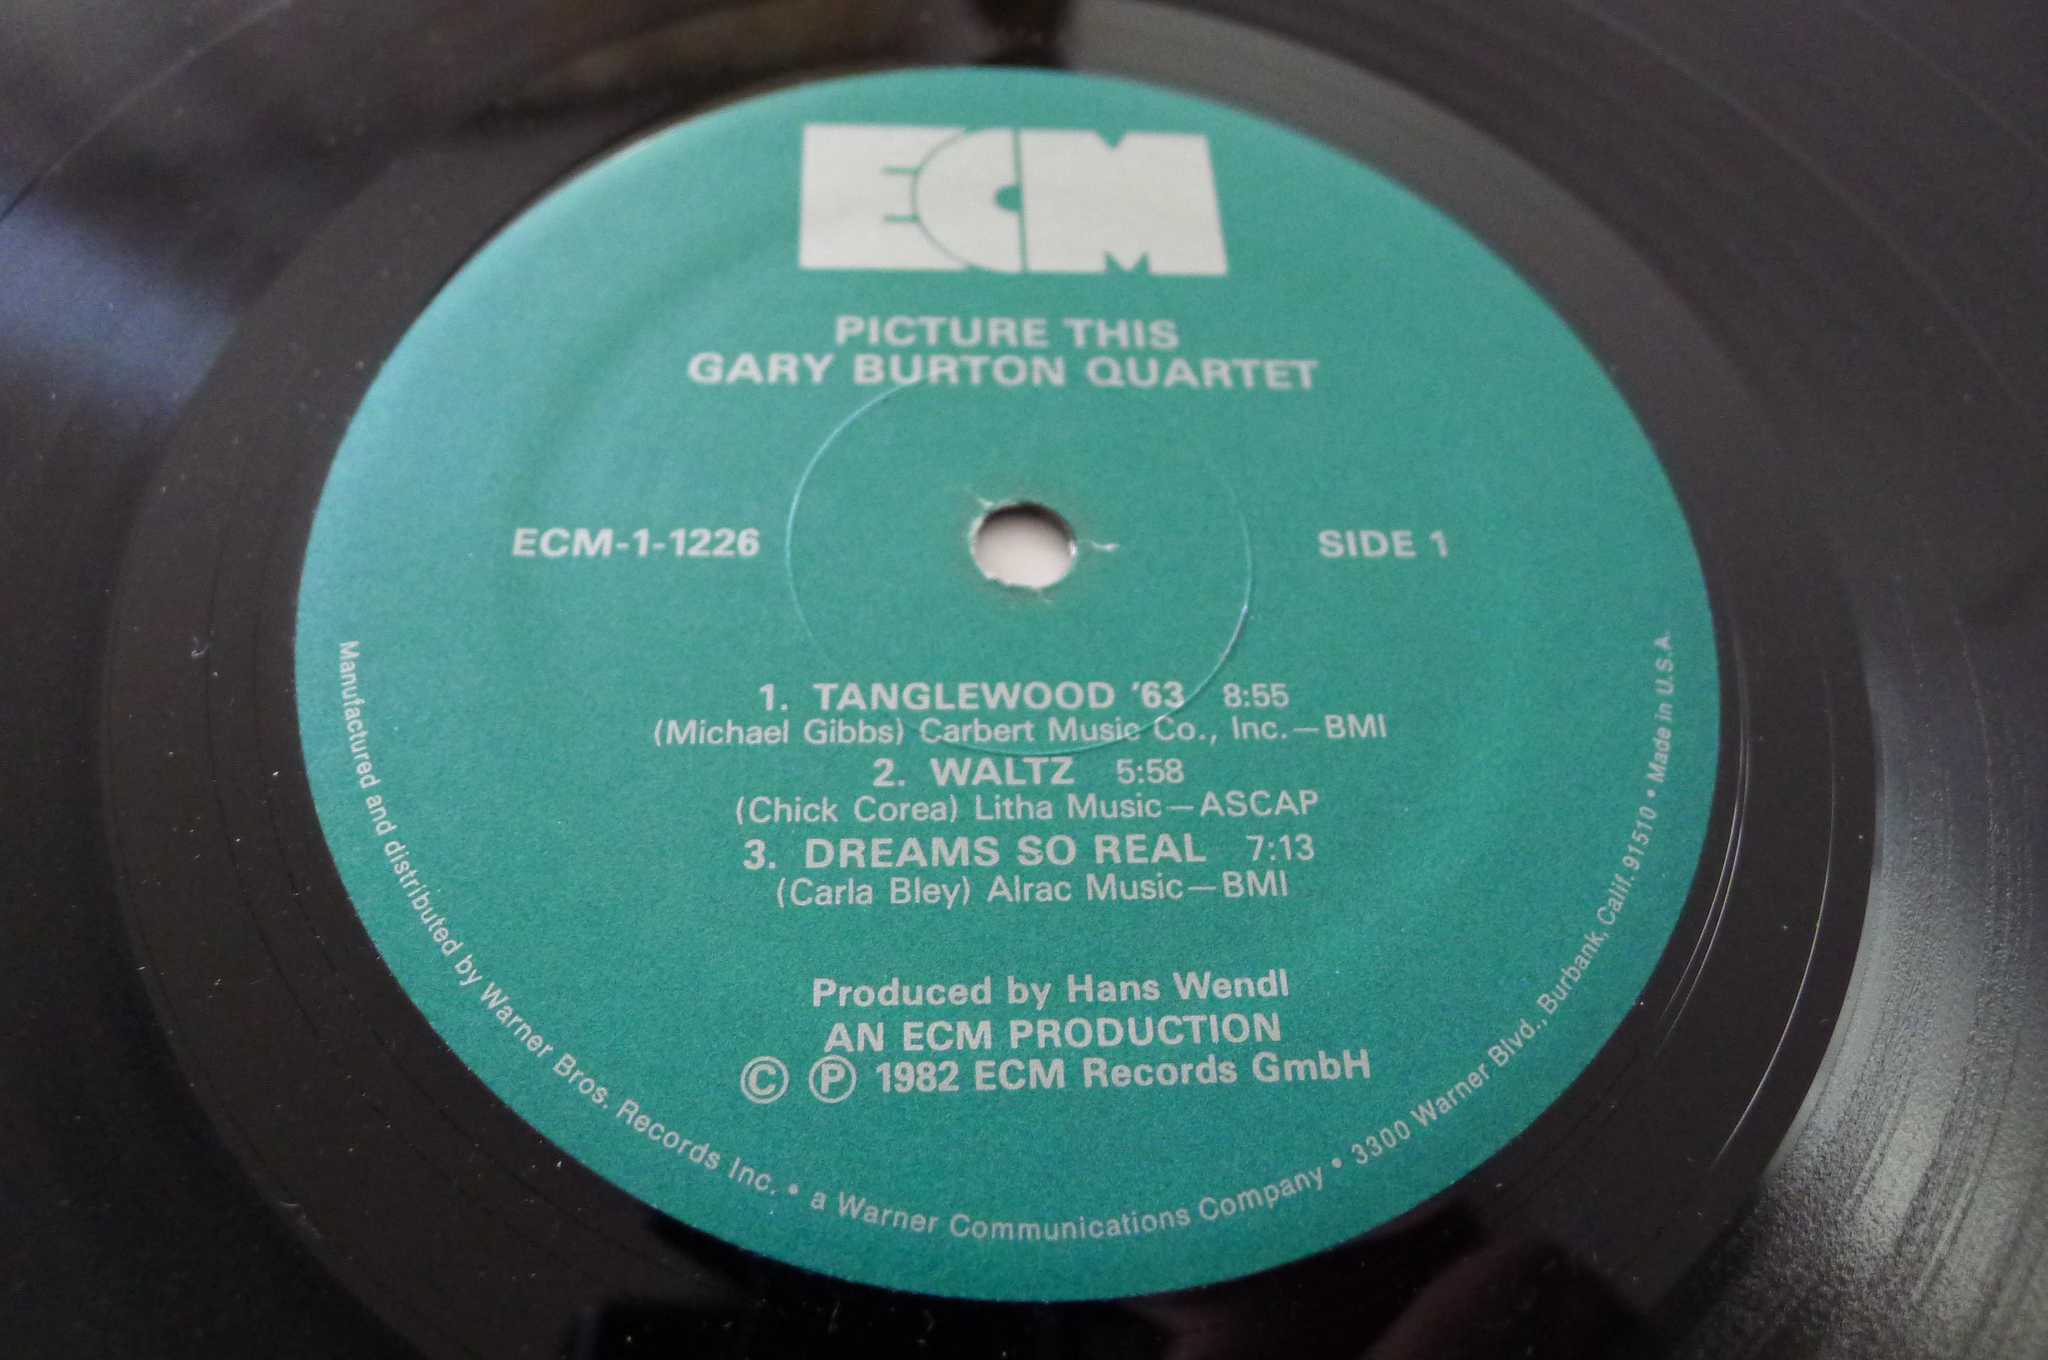 ECM
PICTURE THIS
GARY BURTON QUARTET
ECM-1-1226
SIDE 1
1. TANGLEWOOD '63 8:55
(Michael Gibbs) Carbert Music Co., Inc.—BMI
2. WALTZ 5:58
(Chick Corea) Litha Music—ASCAP
3. DREAMS SO REAL 7:13
(Carla Bley) Alrac Music—BMI
Produced by Hans Wendl
AN ECM PRODUCTION
© ℗ 1982 ECM Records GmbH
Manufactured and distributed by Warner Bros. Records Inc. • a Warner Communications Company • 3300 Warner Blvd., Burbank, Calif. 91510 • Made in U.S.A.